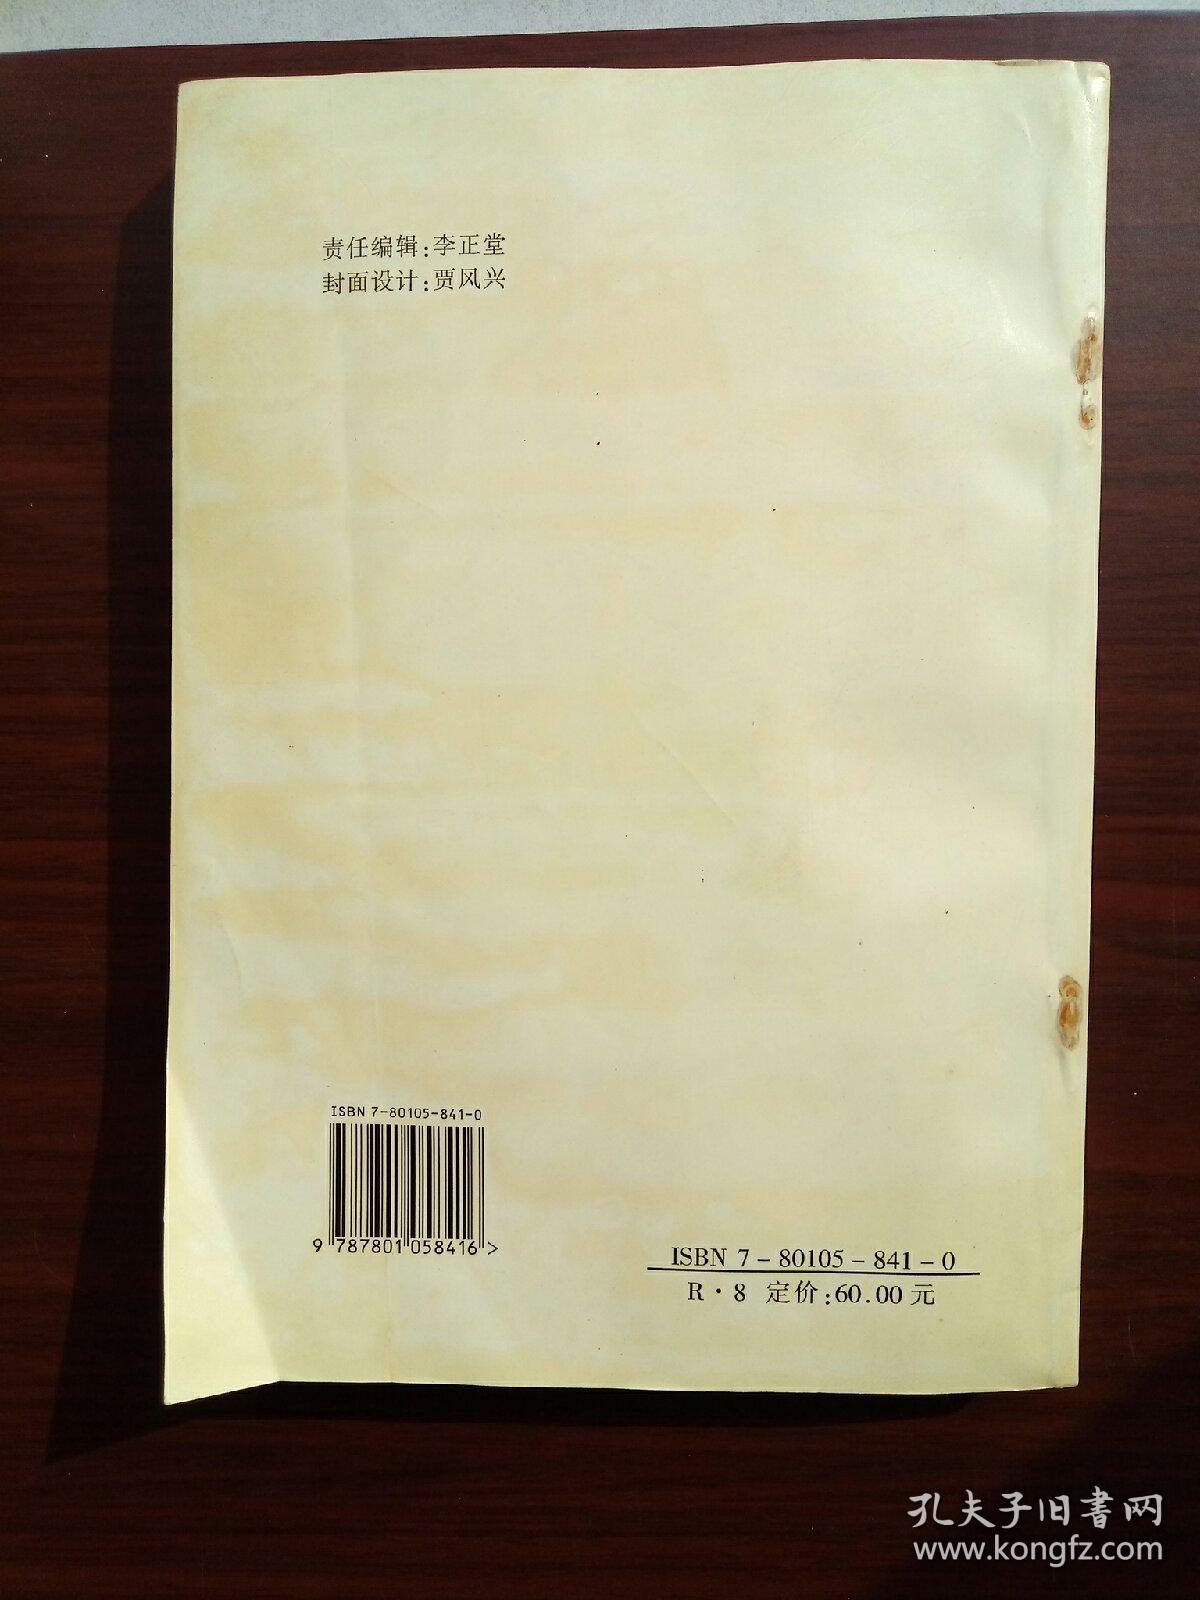 责任编辑:李正堂
封面设计:贾风兴
ISBN 7-80105-841-0
9 787801 058416 >
ISBN 7 - 80105 - 841 - 0
R · 8 定价:60.00元
孔夫子旧书网
www.kongfz.com